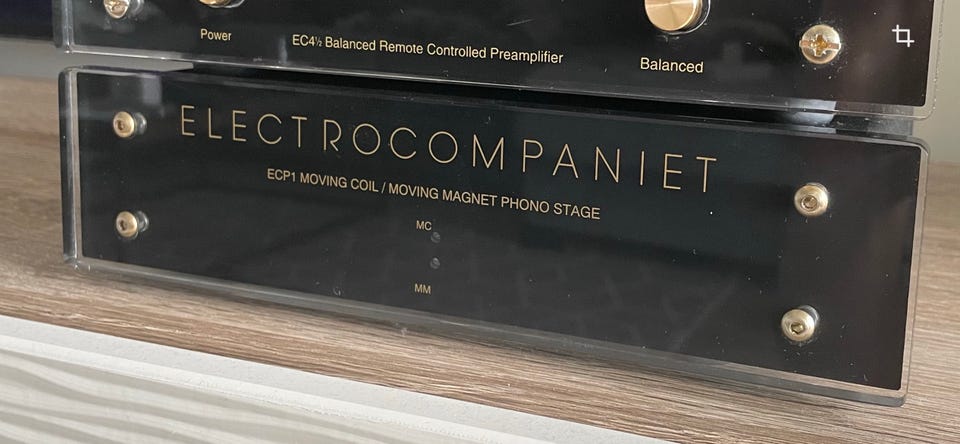 Power
EC4½ Balanced Remote Controlled Preamplifier
Balanced
ELECTROCOMPANIET
ECP1 MOVING COIL / MOVING MAGNET PHONO STAGE
MC
MM